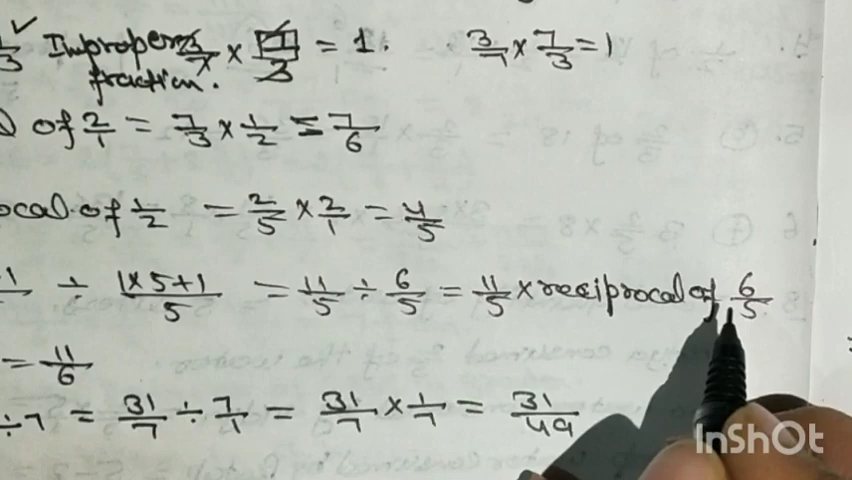 1/3 ✓ Improper 3/7 × 7/3 = 1. 3/7 × 7/3 = 1
fraction.
of 2/1 = 7/3 × 1/2 = 7/6
ocal of 1/2 = 2/5 × 2/1 = 4/5
÷ 1×5+1/5 = 11/5 ÷ 6/5 = 11/5 × reciprocal of 6/5
= 11/6
÷7 = 31/7 ÷ 7/1 = 31/7 × 1/7 = 31/49
InShOt